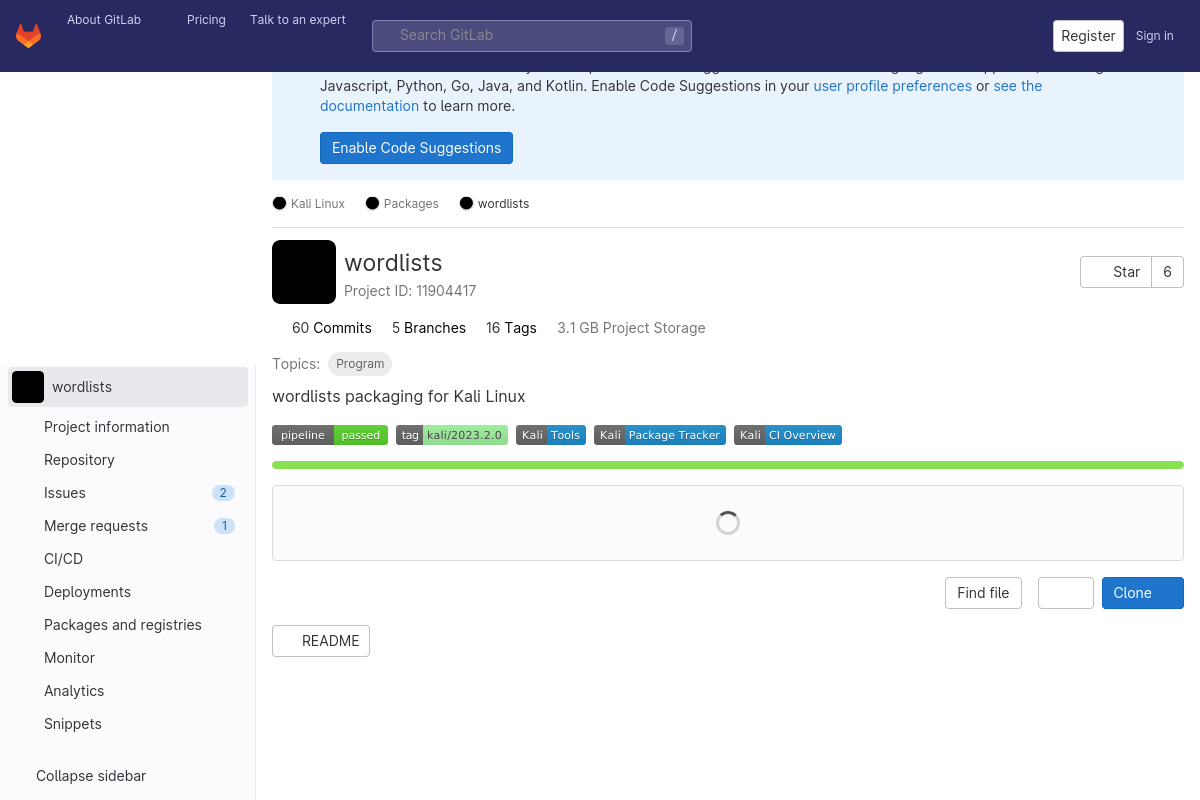 About GitLab
Pricing
Talk to an expert
Search GitLab
/
Register
Sign in
Javascript, Python, Go, Java, and Kotlin. Enable Code Suggestions in your user profile preferences or see the
documentation to learn more.
Enable Code Suggestions
Kali Linux
Packages
wordlists
wordlists
Project ID: 11904417
Star
6
60 Commits
5 Branches
16 Tags
3.1 GB Project Storage
Topics:
Program
wordlists packaging for Kali Linux
pipeline passed
tag kali/2023.2.0
Kali Tools
Kali Package Tracker
Kali CI Overview
Find file
Clone
README
wordlists
Project information
Repository
Issues
2
Merge requests
1
CI/CD
Deployments
Packages and registries
Monitor
Analytics
Snippets
Collapse sidebar